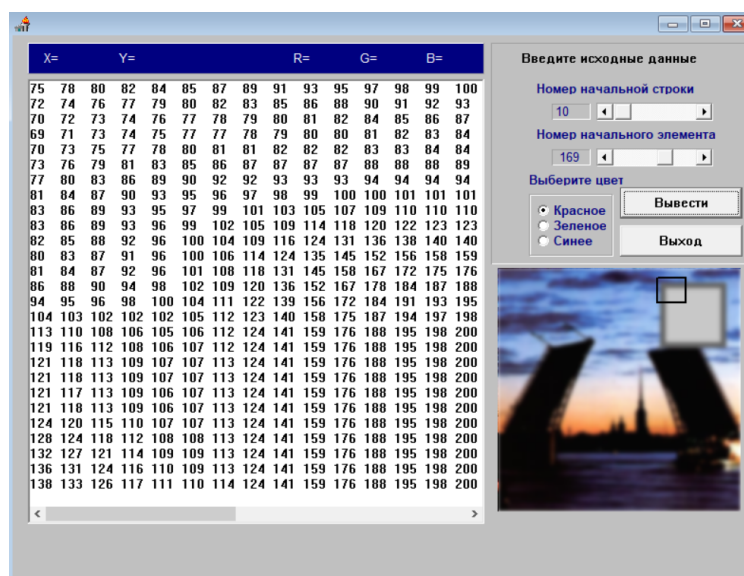 X= Y= R= G= B=
75 78 80 82 84 85 87 89 91 93 95 97 98 99 100
72 74 76 77 79 80 82 83 85 86 88 90 91 92 93
70 72 73 74 76 77 78 79 80 81 82 84 85 86 87
69 71 73 74 75 77 77 78 79 80 80 81 82 83 84
70 73 75 77 78 80 81 81 82 82 82 83 83 84 84
73 76 79 81 83 85 86 87 87 87 87 88 88 88 89
77 80 83 86 89 90 92 92 93 93 93 94 94 94 94
81 84 87 90 93 95 96 97 98 99 100 100 101 101 101
83 86 89 93 95 97 99 101 103 105 107 109 110 110 110
83 86 89 93 96 99 102 105 109 114 118 120 122 123 123
82 85 88 92 96 100 104 109 116 124 131 136 138 140 140
80 83 87 91 96 100 106 114 124 135 145 152 156 158 159
81 84 87 92 96 101 108 118 131 145 158 167 172 175 176
86 88 90 94 98 102 109 120 136 152 167 178 184 187 188
94 95 96 98 100 104 111 122 139 156 172 184 191 193 195
104 103 102 102 102 105 112 123 140 158 175 187 194 197 198
113 110 108 106 105 106 112 124 141 159 176 188 195 198 200
119 116 112 108 106 107 112 124 141 159 176 188 195 198 200
121 118 113 109 107 107 113 124 141 159 176 188 195 198 200
121 118 113 109 107 107 113 124 141 159 176 188 195 198 200
121 117 113 109 106 107 113 124 141 159 176 188 195 198 200
121 118 113 109 106 107 113 124 141 159 176 188 195 198 200
124 120 115 110 107 107 113 124 141 159 176 188 195 198 200
128 124 118 112 108 108 113 124 141 159 176 188 195 198 200
132 127 121 114 109 109 113 124 141 159 176 188 195 198 200
136 131 124 116 110 109 113 124 141 159 176 188 195 198 200
138 133 126 117 111 110 114 124 141 159 176 188 195 198 200
Введите исходные данные
Номер начальной строки
10
Номер начального элемента
169
Выберите цвет
Красное
Зеленое
Синее
Вывести
Выход